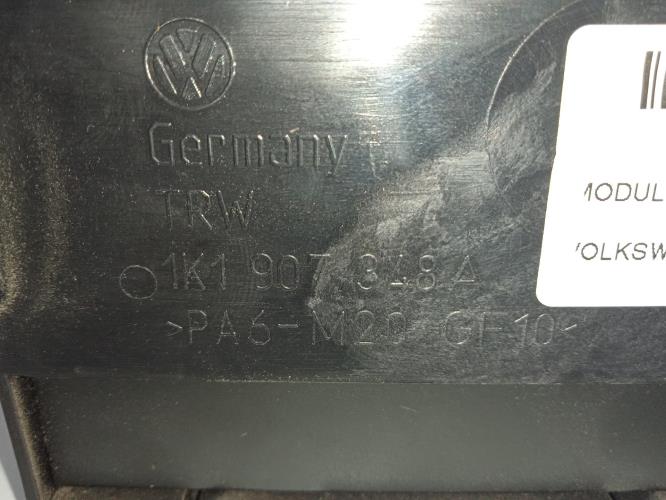 Germany
TRW
1K1 907 348 A
>PA6-M20 GF10<
MODUL
VOLKSW